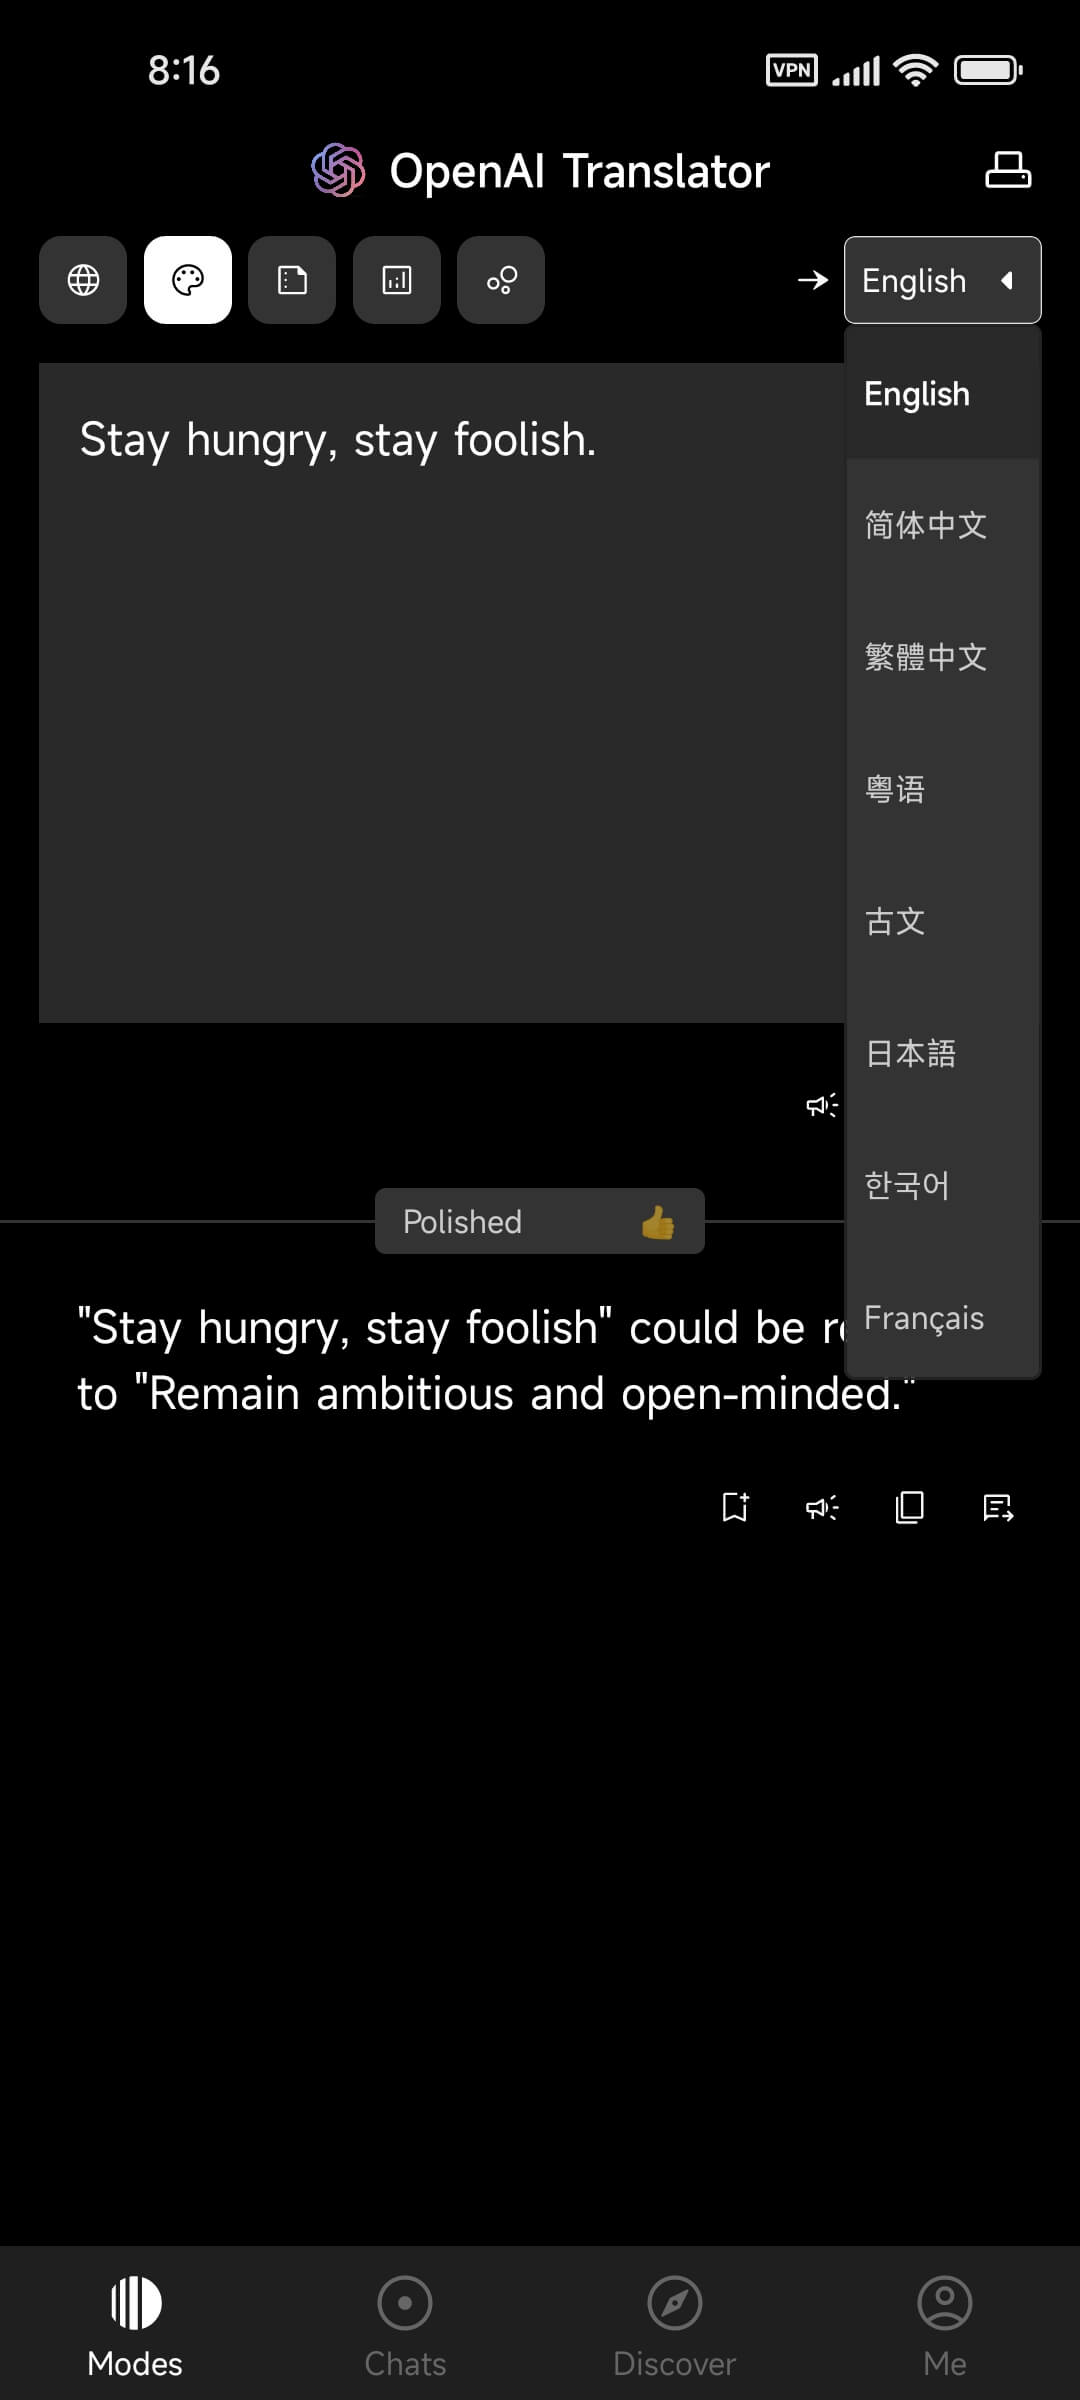 8:16
VPN
OpenAI Translator
English
English
简体中文
繁體中文
粤语
古文
日本語
한국어
Français
Stay hungry, stay foolish.
Polished
"Stay hungry, stay foolish" could be
to "Remain ambitious and open-minded."
Modes
Chats
Discover
Me